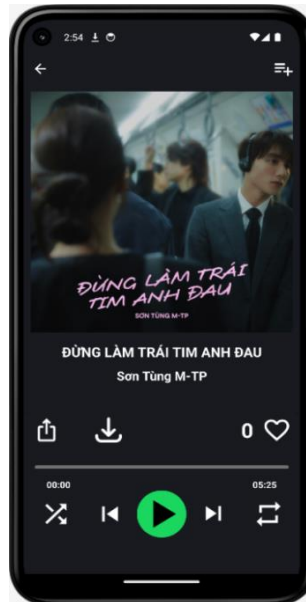 2:54
ĐỪNG LÀM TRÁI
TIM ANH ĐAU
SƠN TÙNG M-TP
ĐỪNG LÀM TRÁI TIM ANH ĐAU
Sơn Tùng M-TP
0
00:00
05:25